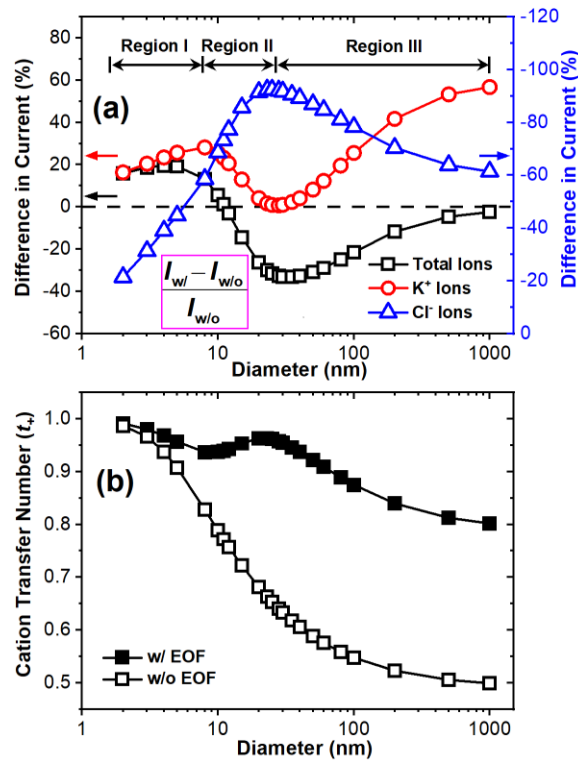 Region I Region II Region III
(a)
Difference in Current (%)
80
60
40
20
0
-20
-40
-60
I_w/ − I_w/o
I_w/o
Total Ions
K⁺ Ions
Cl⁻ Ions
-120
-100
-80
-60
-40
-20
0
Difference in Current (%)
1 10 100 1000
Diameter (nm)
(b)
Cation Transfer Number (t₊)
1.0
0.9
0.8
0.7
0.6
0.5
w/ EOF
w/o EOF
1 10 100 1000
Diameter (nm)